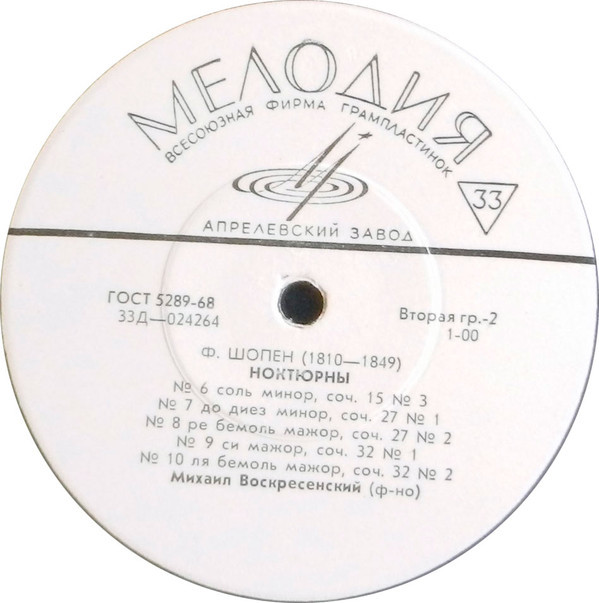 МЕЛОДИЯ
ВСЕСОЮЗНАЯ ФИРМА ГРАМПЛАСТИНОК
33
АПРЕЛЕВСКИЙ ЗАВОД
ГОСТ 5289-68
33Д—024264
Вторая гр.-2
1-00
Ф. ШОПЕН (1810—1849)
НОКТЮРНЫ
№ 6 соль минор, соч. 15 № 3
№ 7 до диез минор, соч. 27 № 1
№ 8 ре бемоль мажор, соч. 27 № 2
№ 9 си мажор, соч. 32 № 1
№ 10 ля бемоль мажор, соч. 32 № 2
Михаил Воскресенский (ф-но)